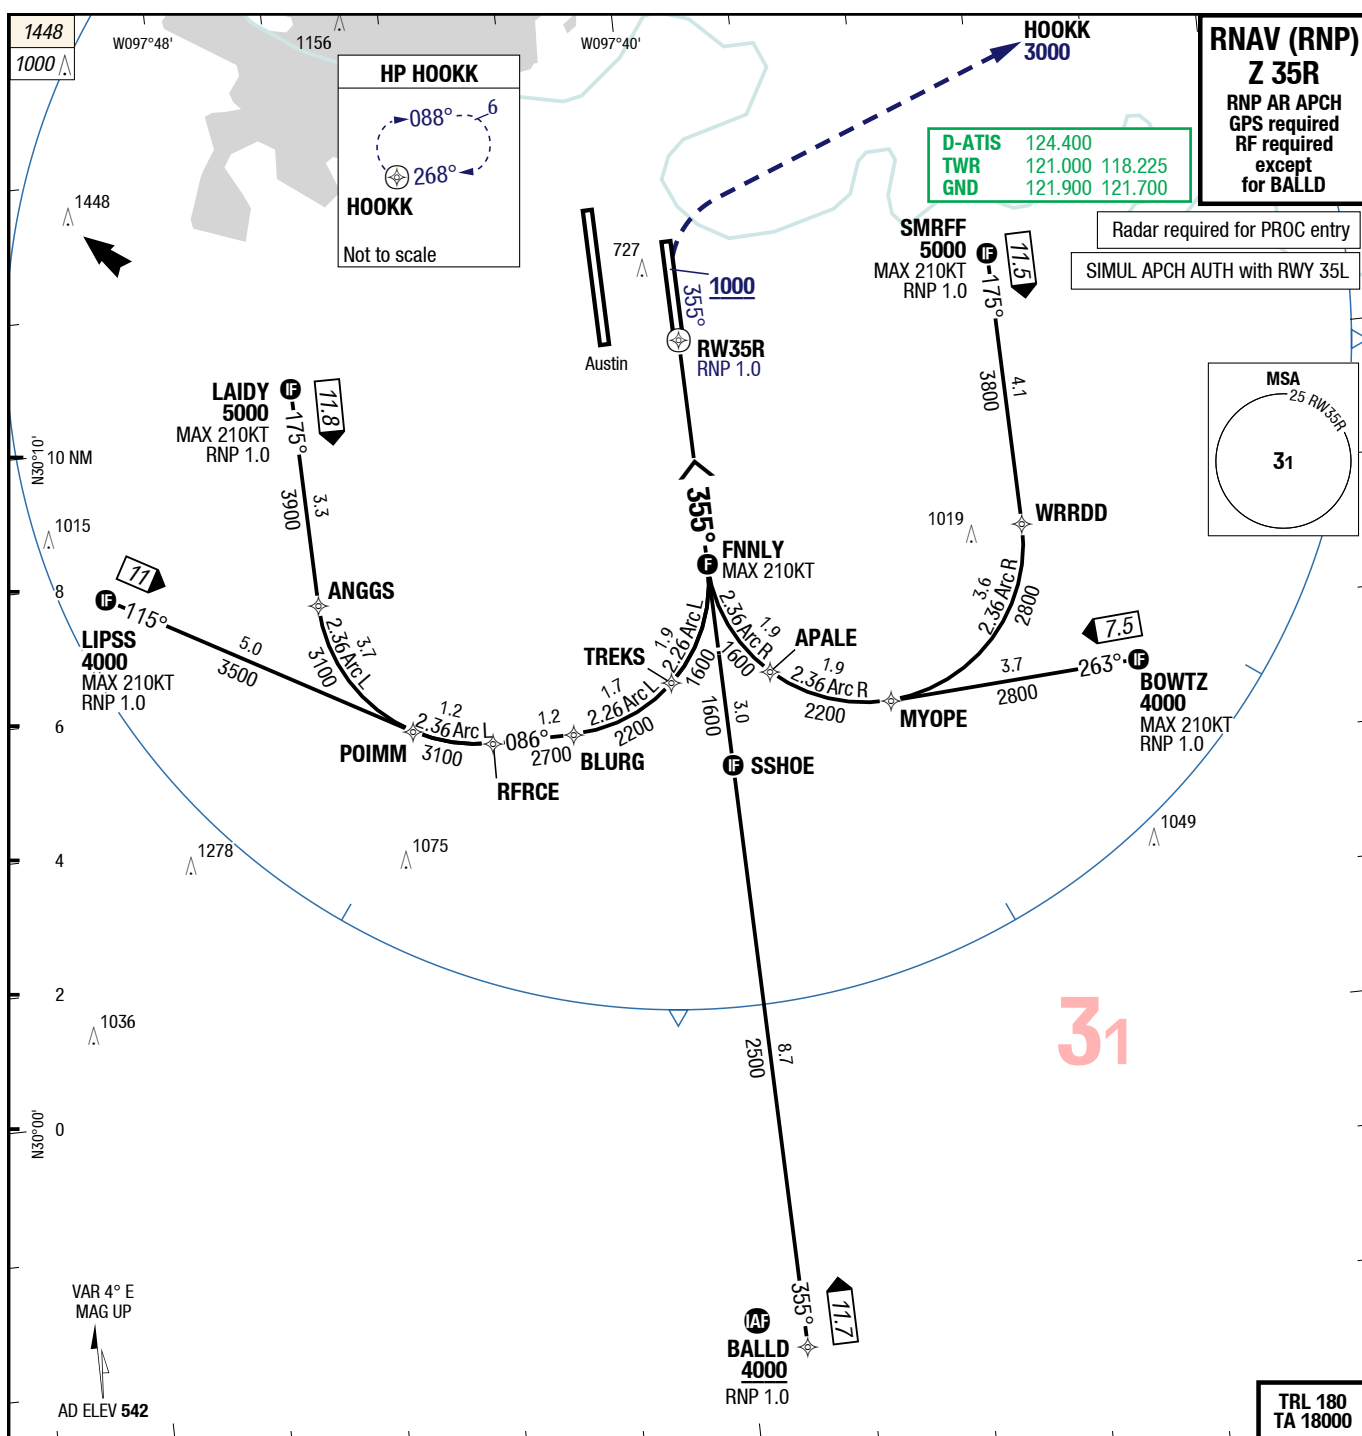 1448
1000
W097°48'
1156
W097°40'
HOOKK
3000
RNAV (RNP)
Z 35R
RNP AR APCH
GPS required
RF required
except
for BALLD
HP HOOKK
088°
6
268°
HOOKK
Not to scale
D-ATIS 124.400
TWR 121.000 118.225
GND 121.900 121.700
Radar required for PROC entry
SIMUL APCH AUTH with RWY 35L
1448
727
Austin
1000
355°
RW35R
RNP 1.0
SMRFF
5000
MAX 210KT
RNP 1.0
IF
11.5
175°
4.1
3800
MSA
25 RW35R
31
LAIDY
5000
MAX 210KT
RNP 1.0
IF
11.8
175°
3.3
3900
N30°10'
10 NM
1015
1019
WRRDD
355°
FNNLY
MAX 210KT
F
8
ANGGS
11
IF
115°
LIPSS
4000
MAX 210KT
RNP 1.0
5.0
3500
3.7
2.36 Arc L
3100
3.6
2.36 Arc R
2800
7.5
263°
IF
BOWTZ
4000
MAX 210KT
RNP 1.0
3.7
2800
TREKS
1.9
2.26 Arc L
1600
1.9
2.36 Arc R
1600
APALE
1.9
2.36 Arc R
2200
MYOPE
6
POIMM
1.2
2.36 Arc L
3100
RFRCE
086°
1.2
2700
BLURG
1.7
2.26 Arc L
2200
3.0
1600
IF
SSHOE
1278
1075
1049
4
2
1036
31
8.7
2500
N30°00'
0
VAR 4° E
MAG UP
AD ELEV 542
355°
11.7
IAF
BALLD
4000
RNP 1.0
TRL 180
TA 18000